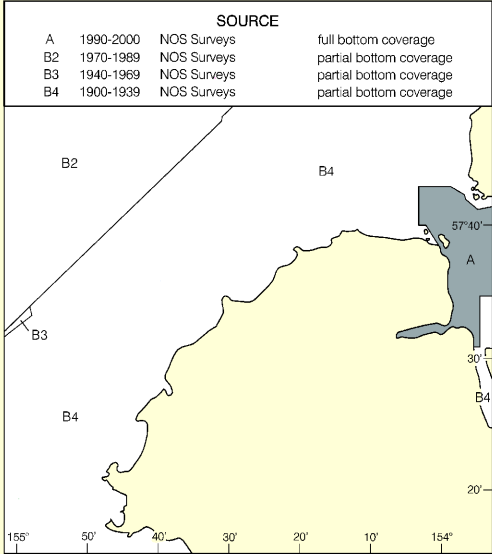 SOURCE
A 1990-2000 NOS Surveys full bottom coverage
B2 1970-1989 NOS Surveys partial bottom coverage
B3 1940-1969 NOS Surveys partial bottom coverage
B4 1900-1939 NOS Surveys partial bottom coverage
B2
B4
57°40'
A
B3
30'
B4
B4
20'
155° 50' 40' 30' 20' 10' 154°